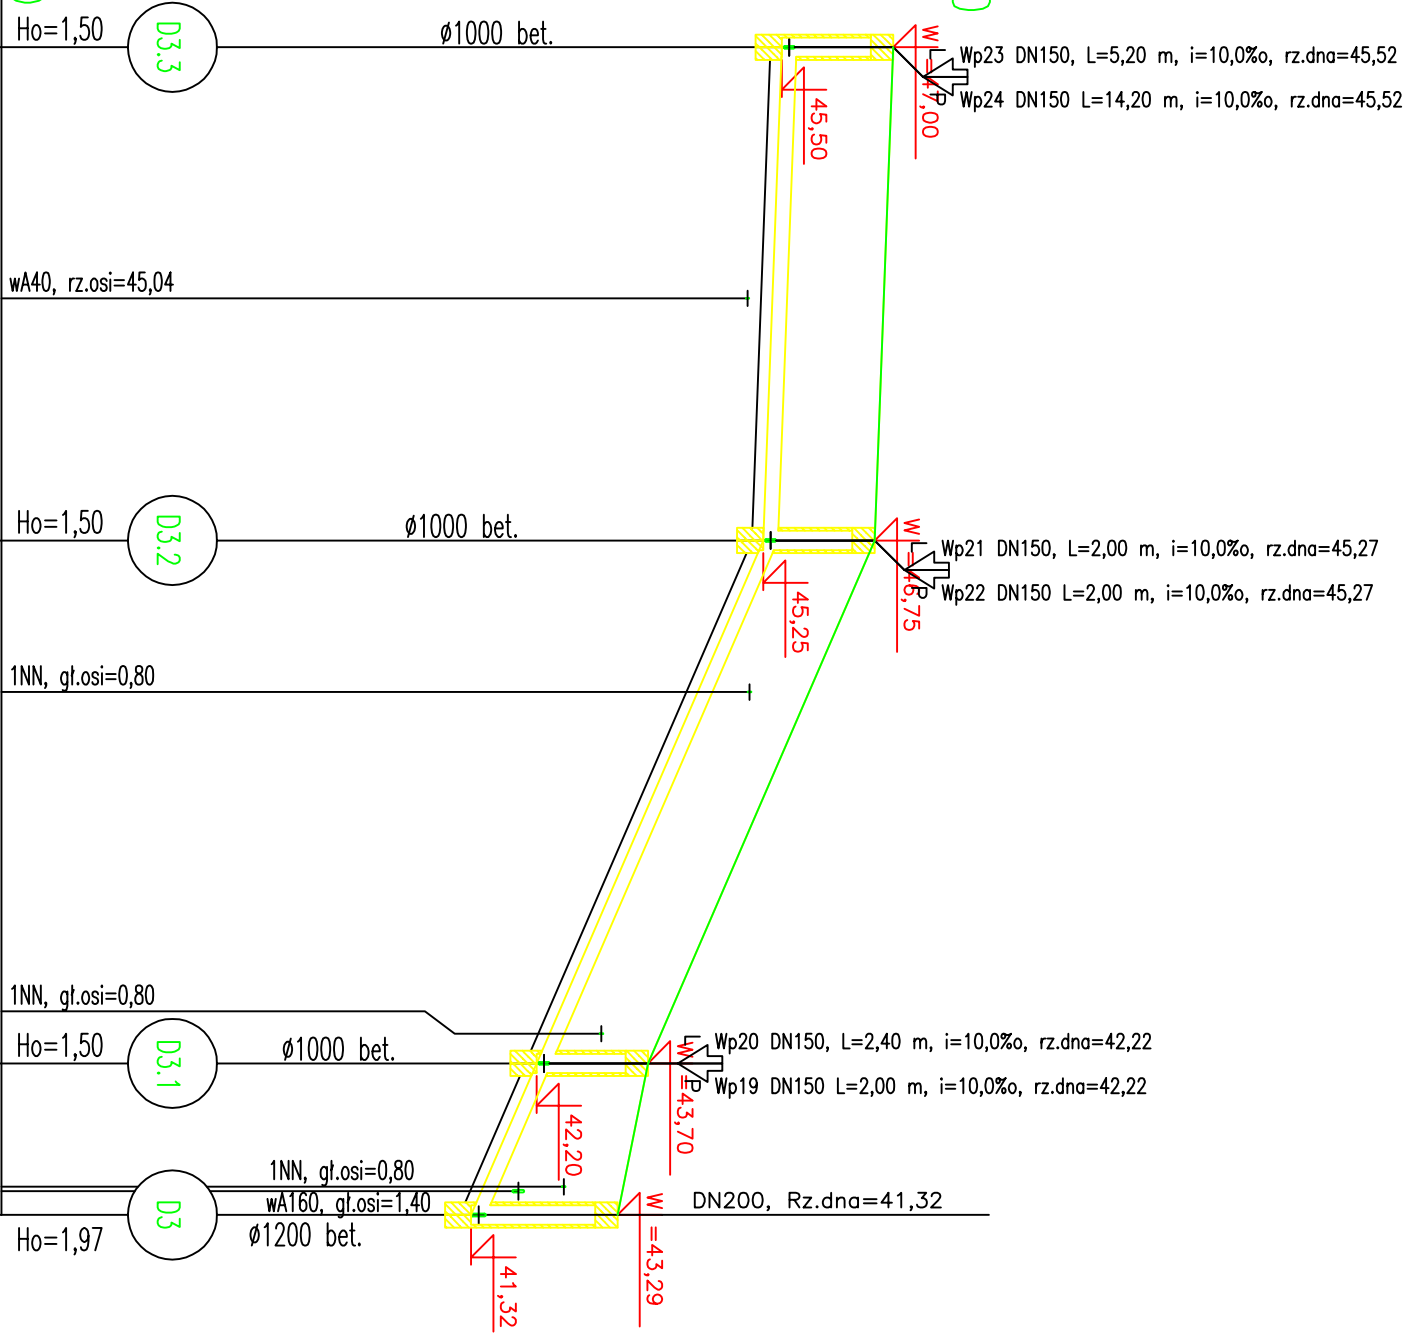 Ho=1,50
D3.3
ø1000 bet.
W =47,00
45,50
L
Wp23 DN150, L=5,20 m, i=10,0%o, rz.dna=45,52
P
Wp24 DN150 L=14,20 m, i=10,0%o, rz.dna=45,52
wA40, rz.osi=45,04
Ho=1,50
D3.2
ø1000 bet.
W =46,75
45,25
L
Wp21 DN150, L=2,00 m, i=10,0%o, rz.dna=45,27
P
Wp22 DN150 L=2,00 m, i=10,0%o, rz.dna=45,27
1NN, gł.osi=0,80
1NN, gł.osi=0,80
Ho=1,50
D3.1
ø1000 bet.
W =43,70
42,20
L
Wp20 DN150, L=2,40 m, i=10,0%o, rz.dna=42,22
P
Wp19 DN150 L=2,00 m, i=10,0%o, rz.dna=42,22
1NN, gł.osi=0,80
wA160, gł.osi=1,40
Ho=1,97
D3
ø1200 bet.
W =43,29
41,32
DN200, Rz.dna=41,32